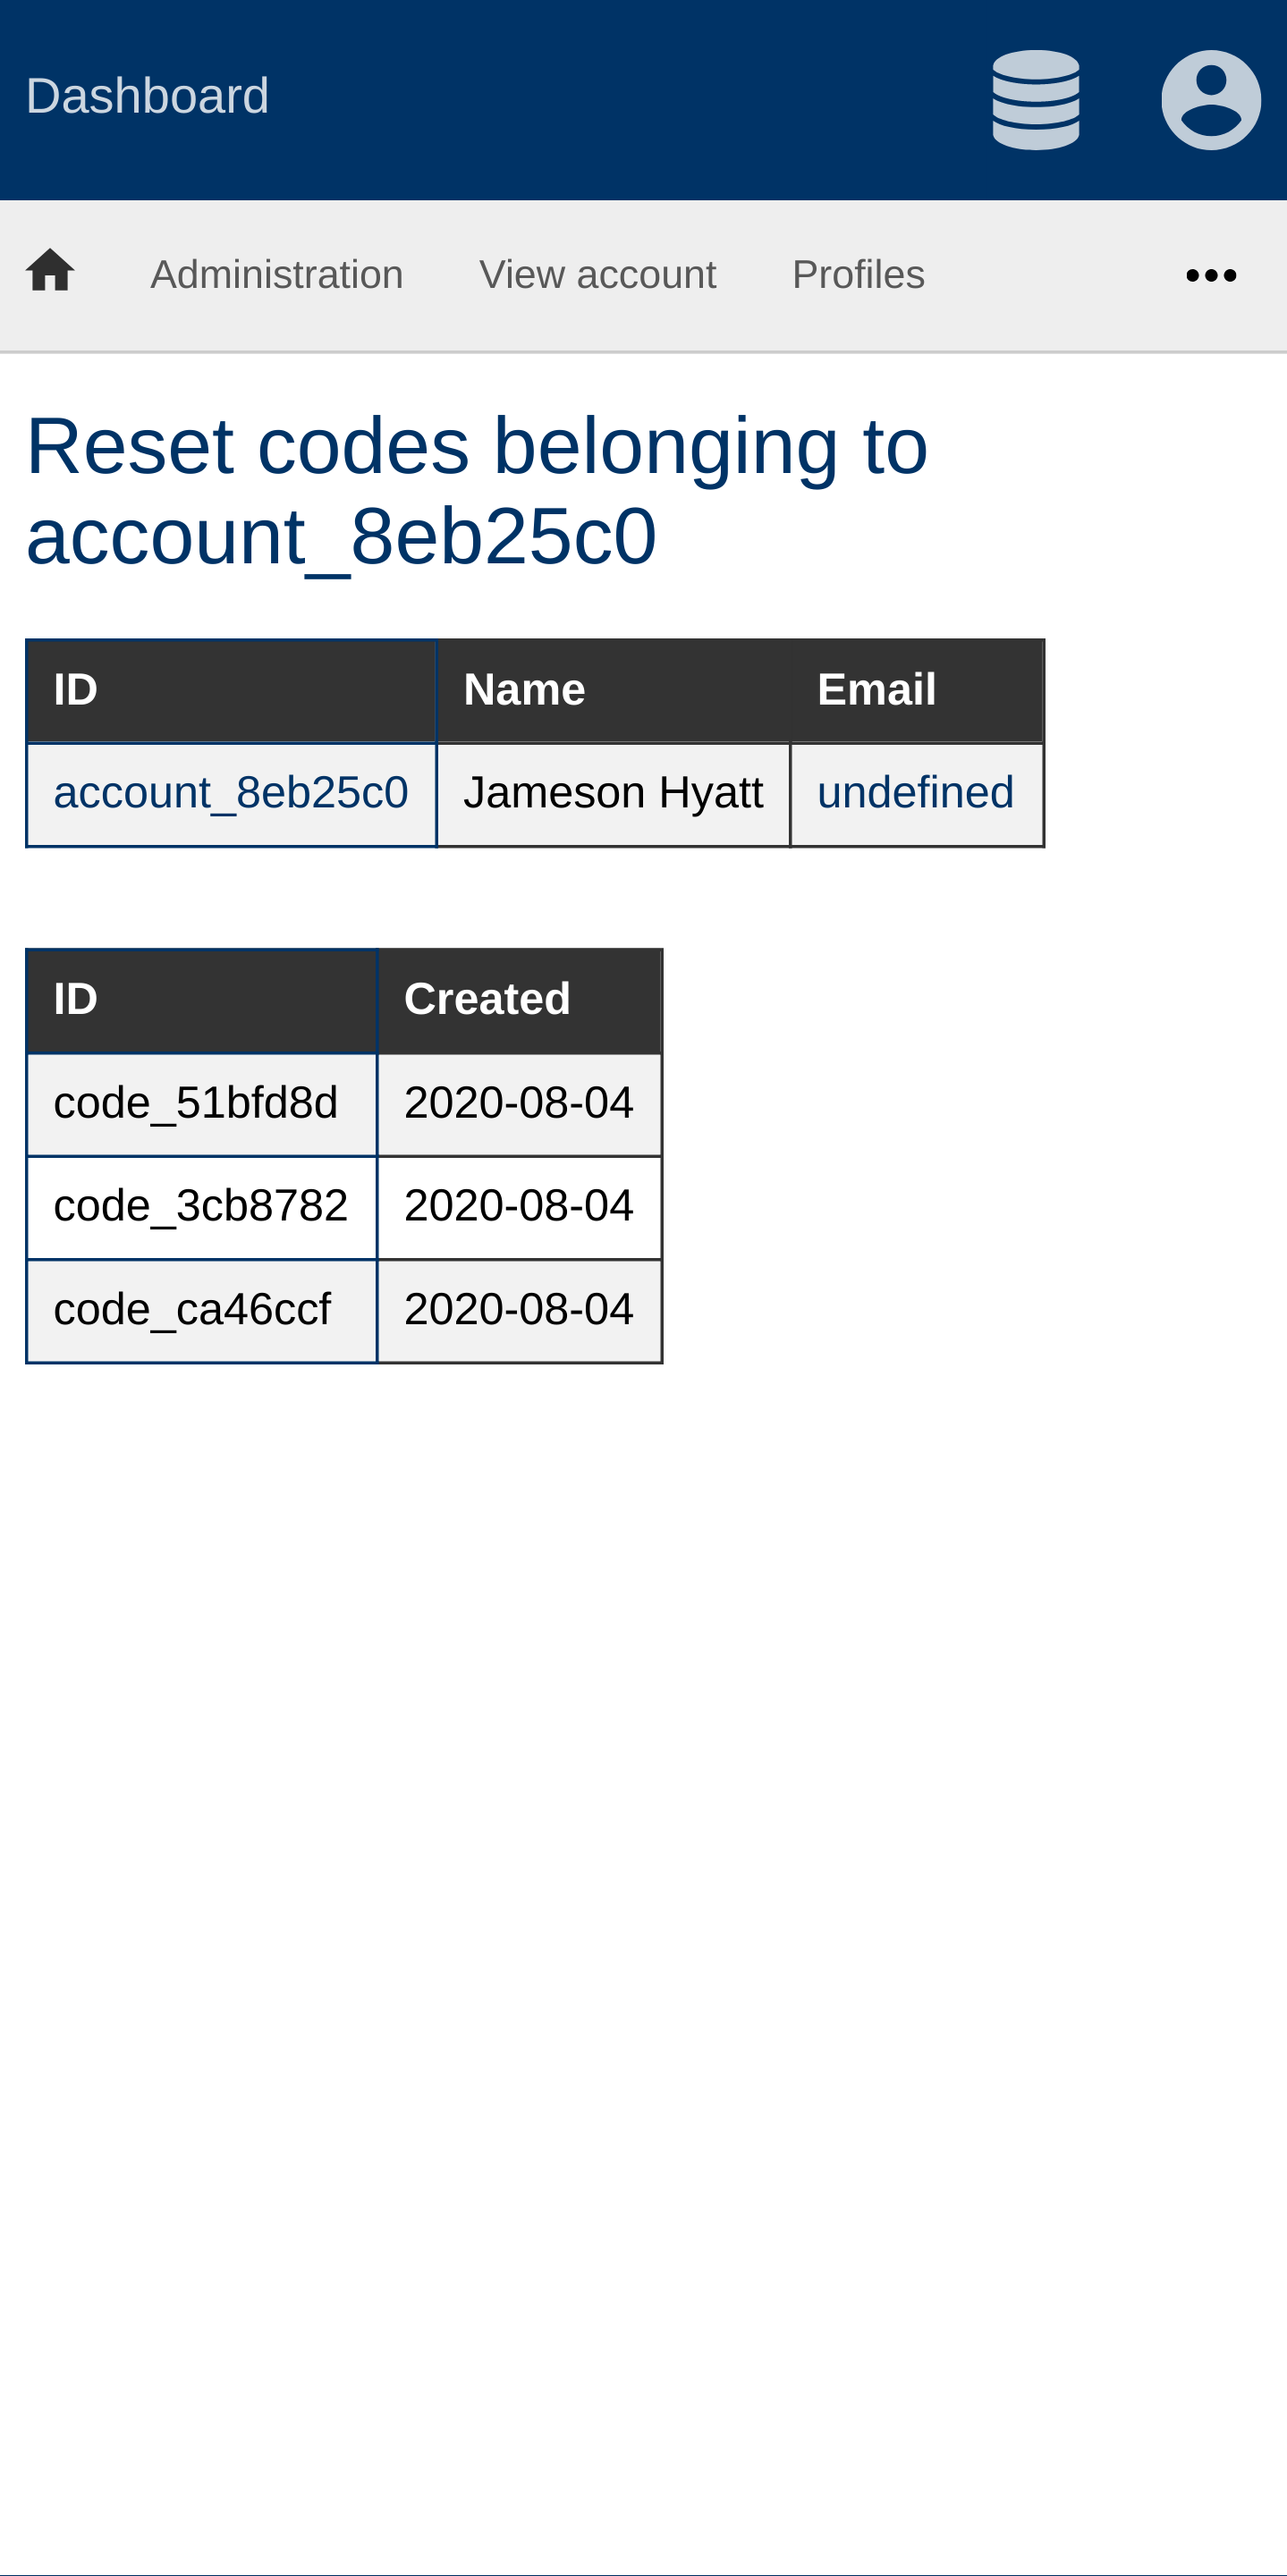 Dashboard
Administration View account Profiles
Reset codes belonging to
account_8eb25c0
ID Name Email
account_8eb25c0 Jameson Hyatt undefined
ID Created
code_51bfd8d 2020-08-04
code_3cb8782 2020-08-04
code_ca46ccf 2020-08-04